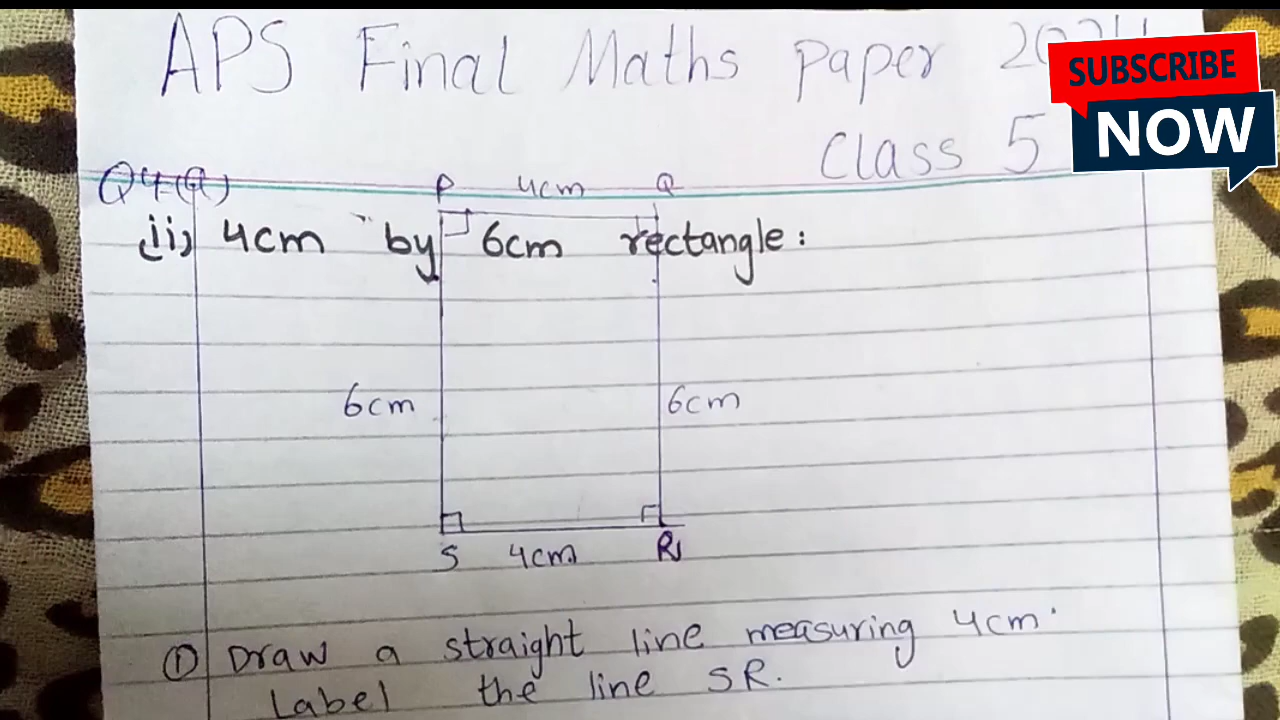 APS Final Maths paper
SUBSCRIBE
NOW
Class 5
Q4(a)
P 4cm Q
(ii) 4cm by 6cm rectangle:
6cm 6cm
S 4cm R
① Draw a straight line measuring 4cm.
Label the line SR.